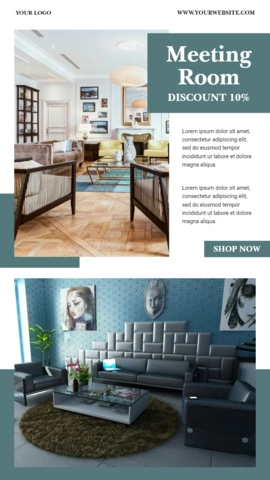 YOUR LOGO
WWW.YOURWEBSITE.COM
Meeting
Room
DISCOUNT 10%
Lorem ipsum dolor sit amet,
consectetur adipiscing elit,
sed do eiusmod tempor
incididunt ut labore et dolore
magna aliqua.
Lorem ipsum dolor sit amet,
consectetur adipiscing elit,
sed do eiusmod tempor
incididunt ut labore et dolore
magna aliqua.
SHOP NOW